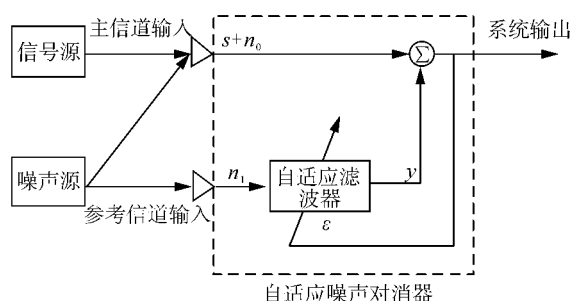 主信道输入
系统输出
信号源
s+n₀
Σ
噪声源
n₁
自适应滤
波器
y
参考信道输入
ε
自适应噪声对消器